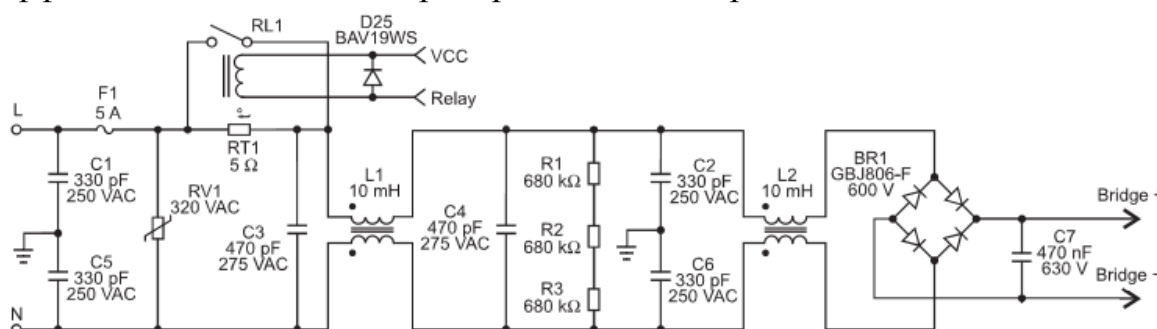 RL1
D25
BAV19WS
VCC
Relay
F1
5 A
L
RT1
5 Ω
C1
330 pF
250 VAC
RV1
320 VAC
C3
470 pF
275 VAC
C5
330 pF
250 VAC
N
L1
10 mH
C4
470 pF
275 VAC
R1
680 kΩ
R2
680 kΩ
R3
680 kΩ
C2
330 pF
250 VAC
C6
330 pF
250 VAC
L2
10 mH
BR1
GBJ806-F
600 V
Bridge
C7
470 nF
630 V
Bridge